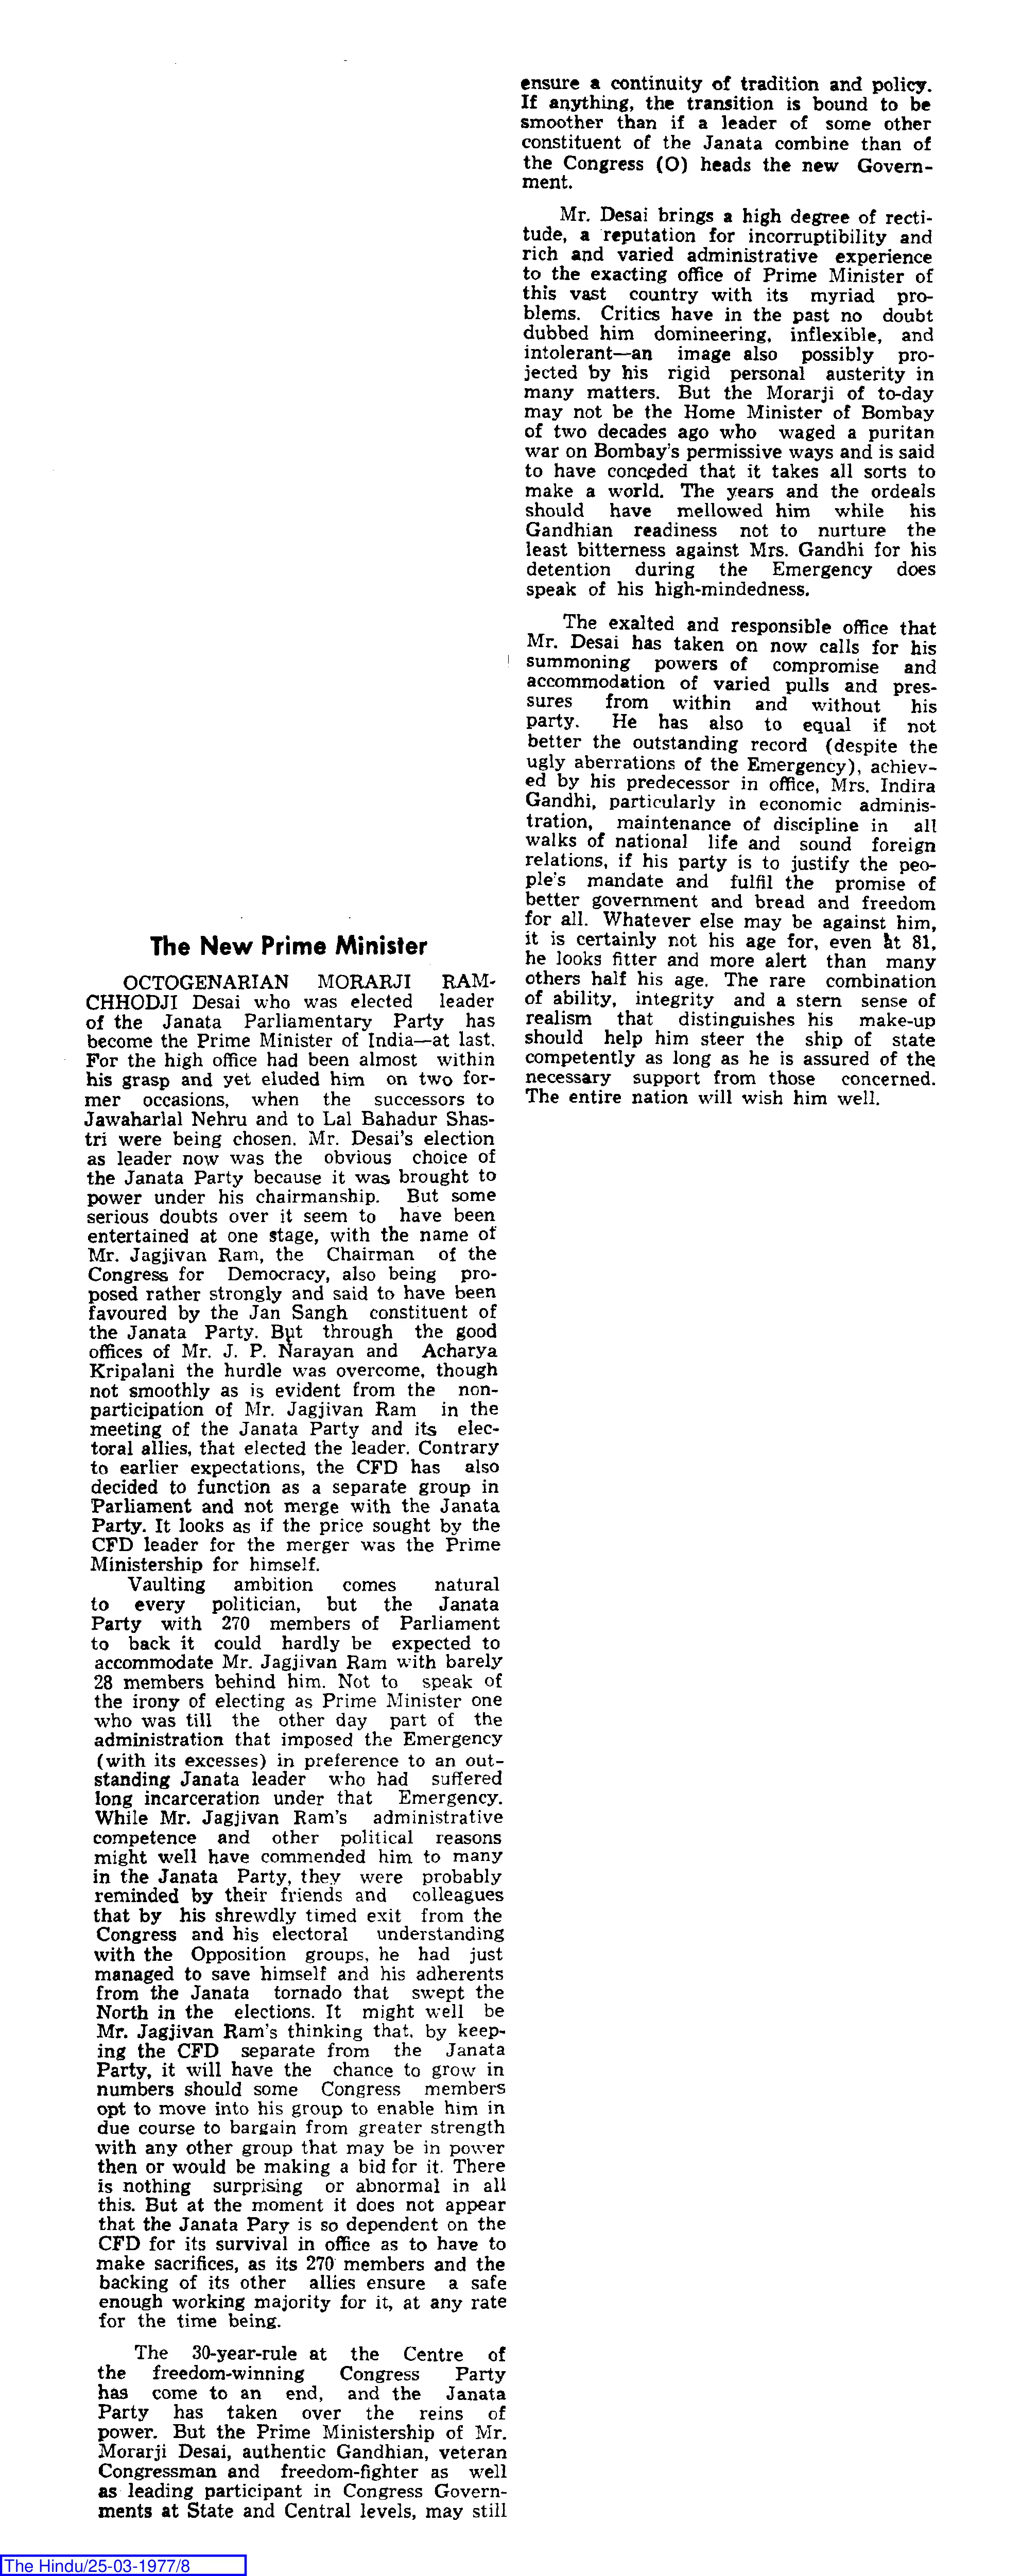 The New Prime Minister
OCTOGENARIAN MORARJI RAM-
CHHODJI Desai who was elected leader
of the Janata Parliamentary Party has
become the Prime Minister of India—at last.
For the high office had been almost within
his grasp and yet eluded him on two for-
mer occasions, when the successors to
Jawaharlal Nehru and to Lal Bahadur Shas-
tri were being chosen. Mr. Desai's election
as leader now was the obvious choice of
the Janata Party because it was brought to
power under his chairmanship. But some
serious doubts over it seem to have been
entertained at one stage, with the name of
Mr. Jagjivan Ram, the Chairman of the
Congress for Democracy, also being pro-
posed rather strongly and said to have been
favoured by the Jan Sangh constituent of
the Janata Party. But through the good
offices of Mr. J. P. Narayan and Acharya
Kripalani the hurdle was overcome, though
not smoothly as is evident from the non-
participation of Mr. Jagjivan Ram in the
meeting of the Janata Party and its elec-
toral allies, that elected the leader. Contrary
to earlier expectations, the CFD has also
decided to function as a separate group in
Parliament and not merge with the Janata
Party. It looks as if the price sought by the
CFD leader for the merger was the Prime
Ministership for himself.
Vaulting ambition comes natural
to every politician, but the Janata
Party with 270 members of Parliament
to back it could hardly be expected to
accommodate Mr. Jagjivan Ram with barely
28 members behind him. Not to speak of
the irony of electing as Prime Minister one
who was till the other day part of the
administration that imposed the Emergency
(with its excesses) in preference to an out-
standing Janata leader who had suffered
long incarceration under that Emergency.
While Mr. Jagjivan Ram's administrative
competence and other political reasons
might well have commended him to many
in the Janata Party, they were probably
reminded by their friends and colleagues
that by his shrewdly timed exit from the
Congress and his electoral understanding
with the Opposition groups, he had just
managed to save himself and his adherents
from the Janata tornado that swept the
North in the elections. It might well be
Mr. Jagjivan Ram's thinking that, by keep-
ing the CFD separate from the Janata
Party, it will have the chance to grow in
numbers should some Congress members
opt to move into his group to enable him in
due course to bargain from greater strength
with any other group that may be in power
then or would be making a bid for it. There
is nothing surprising or abnormal in all
this. But at the moment it does not appear
that the Janata Pary is so dependent on the
CFD for its survival in office as to have to
make sacrifices, as its 270 members and the
backing of its other allies ensure a safe
enough working majority for it, at any rate
for the time being.
The 30-year-rule at the Centre of
the freedom-winning Congress Party
has come to an end, and the Janata
Party has taken over the reins of
power. But the Prime Ministership of Mr.
Morarji Desai, authentic Gandhian, veteran
Congressman and freedom-fighter as well
as leading participant in Congress Govern-
ments at State and Central levels, may still
ensure a continuity of tradition and policy.
If anything, the transition is bound to be
smoother than if a leader of some other
constituent of the Janata combine than of
the Congress (O) heads the new Govern-
ment.
Mr. Desai brings a high degree of recti-
tude, a reputation for incorruptibility and
rich and varied administrative experience
to the exacting office of Prime Minister of
this vast country with its myriad pro-
blems. Critics have in the past no doubt
dubbed him domineering, inflexible, and
intolerant—an image also possibly pro-
jected by his rigid personal austerity in
many matters. But the Morarji of to-day
may not be the Home Minister of Bombay
of two decades ago who waged a puritan
war on Bombay's permissive ways and is said
to have conceded that it takes all sorts to
make a world. The years and the ordeals
should have mellowed him while his
Gandhian readiness not to nurture the
least bitterness against Mrs. Gandhi for his
detention during the Emergency does
speak of his high-mindedness.
The exalted and responsible office that
Mr. Desai has taken on now calls for his
summoning powers of compromise and
accommodation of varied pulls and pres-
sures from within and without his
party. He has also to equal if not
better the outstanding record (despite the
ugly aberrations of the Emergency), achiev-
ed by his predecessor in office, Mrs. Indira
Gandhi, particularly in economic adminis-
tration, maintenance of discipline in all
walks of national life and sound foreign
relations, if his party is to justify the peo-
ple's mandate and fulfil the promise of
better government and bread and freedom
for all. Whatever else may be against him,
it is certainly not his age for, even at 81,
he looks fitter and more alert than many
others half his age. The rare combination
of ability, integrity and a stern sense of
realism that distinguishes his make-up
should help him steer the ship of state
competently as long as he is assured of the
necessary support from those concerned.
The entire nation will wish him well.
The Hindu/25-03-1977/8